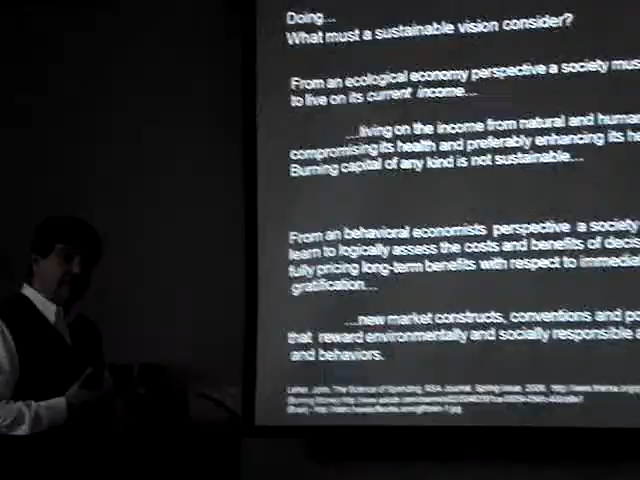 Doing...
What must a sustainable vision consider?
From an ecological economy perspective a society mus
to live on its current income...
...living on the income from natural and human
compromising its health and preferably enhancing its he
Burning capital of any kind is not sustainable...
From an behavioral economists perspective a society
learn to logically assess the costs and benefits of deci
fully pricing long-term benefits with respect to immedia
gratification...
...new market constructs, conventions and po
that reward environmentally and socially responsible a
and behaviors.